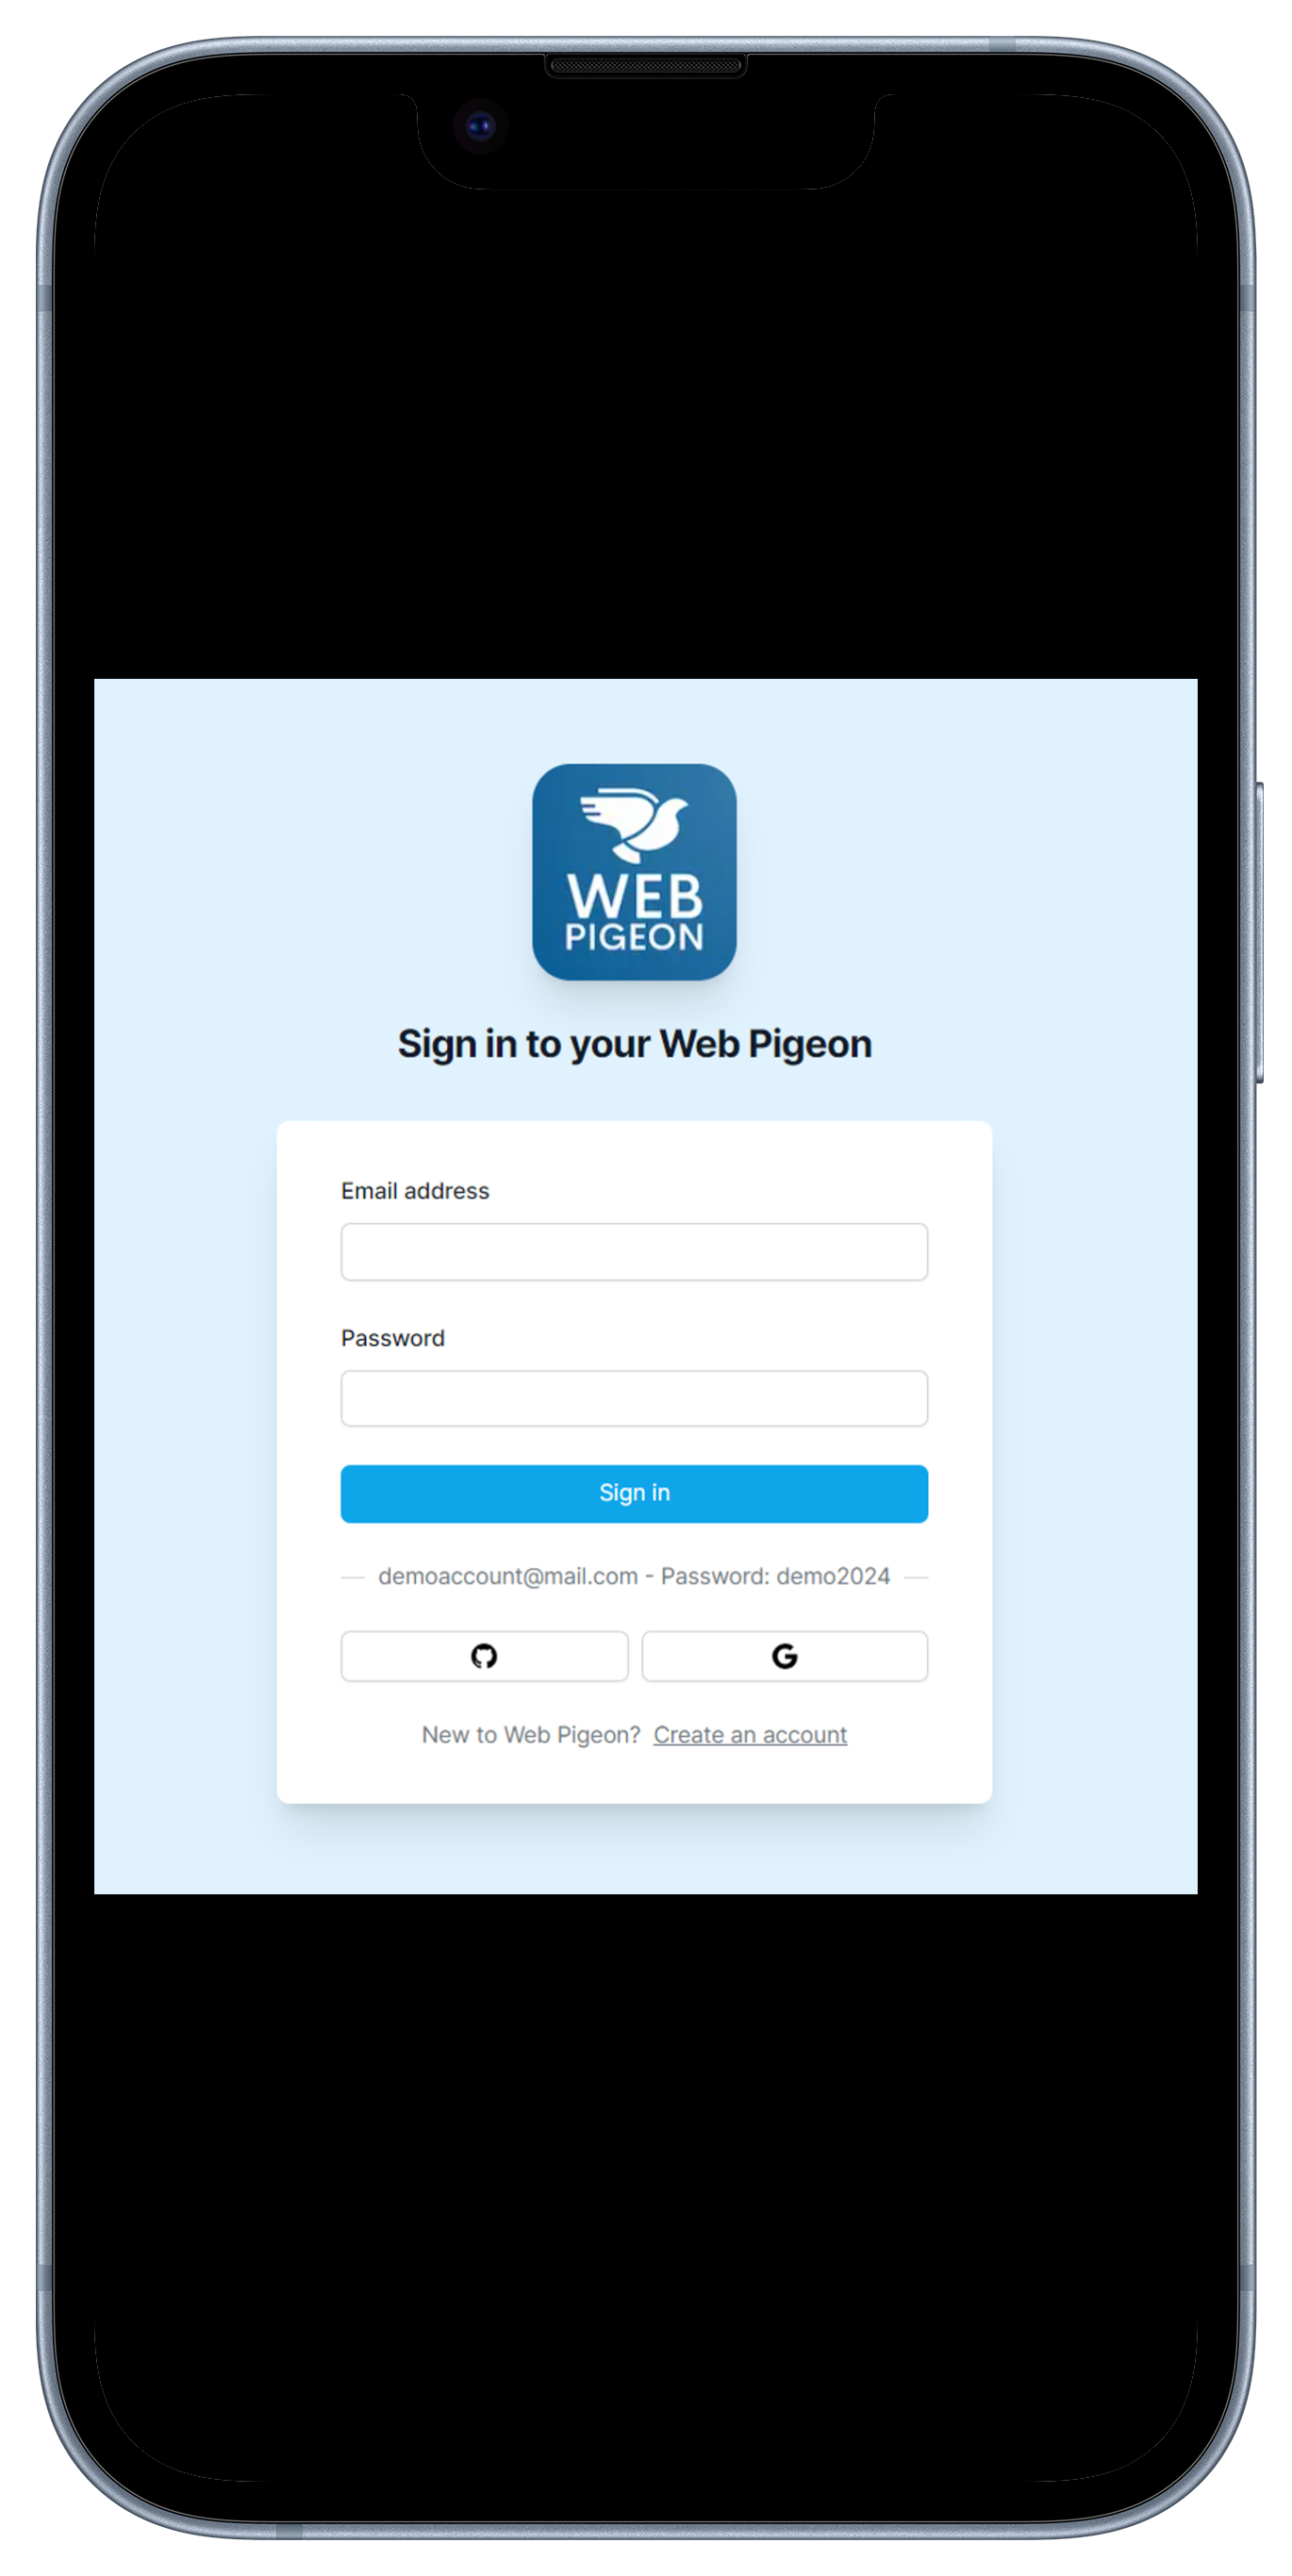 WEB
PIGEON
Sign in to your Web Pigeon
Email address
Password
Sign in
demoaccount@mail.com - Password: demo2024
New to Web Pigeon? Create an account